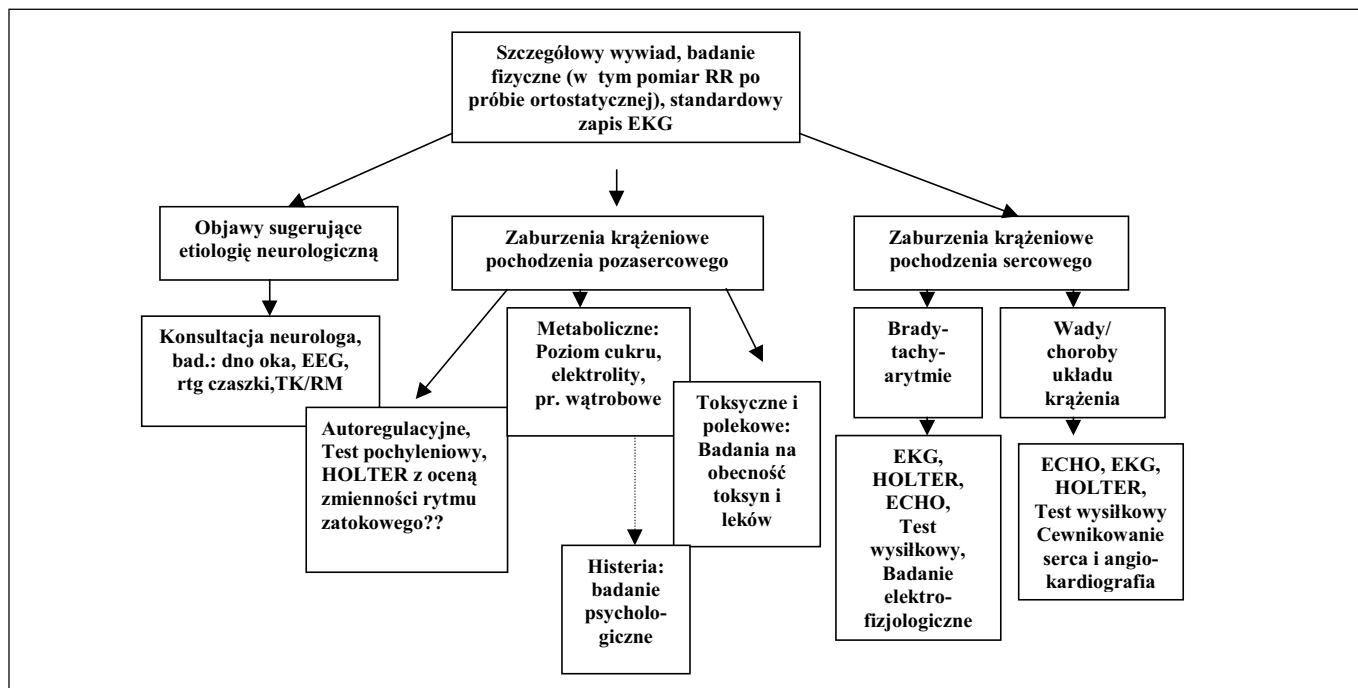 Szczegółowy wywiad, badanie
fizyczne (w tym pomiar RR po
próbie ortostatycznej), standardowy
zapis EKG
Objawy sugerujące
etiologię neurologiczną
Zaburzenia krążeniowe
pochodzenia pozasercowego
Zaburzenia krążeniowe
pochodzenia sercowego
Konsultacja neurologa,
bad.: dno oka, EEG,
rtg czaszki,TK/RM
Autoregulacyjne,
Test pochyleniowy,
HOLTER z oceną
zmienności rytmu
zatokowego??
Metaboliczne:
Poziom cukru,
elektrolity,
pr. wątrobowe
Histeria:
badanie
psycholo-
giczne
Toksyczne i
polekowe:
Badania na
obecność
toksyn i
leków
Brady-
tachy-
arytmie
EKG,
HOLTER,
ECHO,
Test
wysiłkowy,
Badanie
elektro-
fizjologiczne
Wady/
choroby
układu
krążenia
ECHO, EKG,
HOLTER,
Test wysiłkowy
Cewnikowanie
serca i angio-
kardiografia